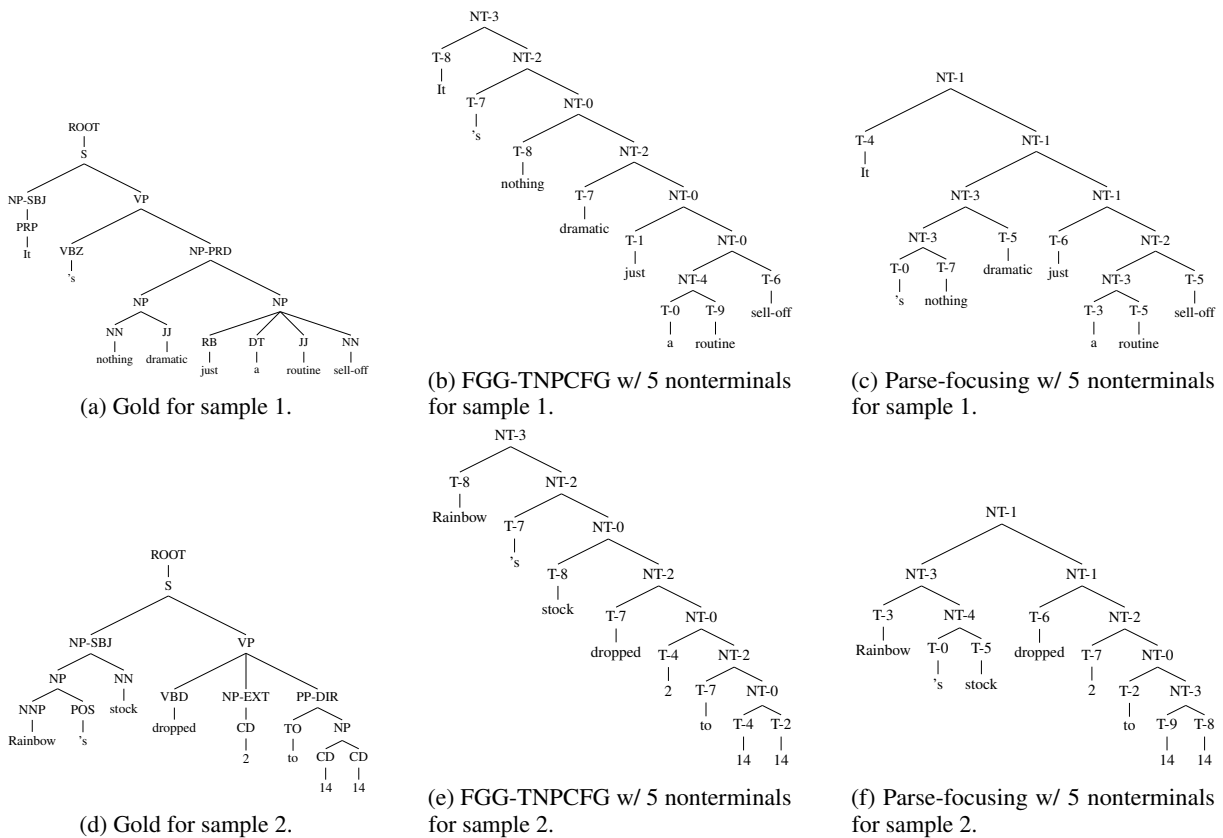 ROOT
S
NP-SBJ VP
PRP VBZ NP-PRD
It 's NP NP
NN JJ RB DT JJ NN
nothing dramatic just a routine sell-off
(a) Gold for sample 1.
NT-3
T-8 NT-2
It T-7 NT-0
's T-8 NT-2
nothing T-7 NT-0
dramatic T-1 NT-0
just NT-4 T-6
T-0 T-9 sell-off
a routine
(b) FGG-TNPCFG w/ 5 nonterminals
for sample 1.
NT-1
T-4 NT-1
It NT-3 NT-1
NT-3 T-5 T-6 NT-2
T-0 T-7 dramatic just NT-3 T-5
's nothing T-3 T-5 sell-off
a routine
(c) Parse-focusing w/ 5 nonterminals
for sample 1.
ROOT
S
NP-SBJ VP
NP NN VBD NP-EXT PP-DIR
NNP POS stock dropped CD TO NP
Rainbow 's 2 to CD CD
14 14
(d) Gold for sample 2.
NT-3
T-8 NT-2
Rainbow T-7 NT-0
's T-8 NT-2
stock T-7 NT-0
dropped T-4 NT-2
2 T-7 NT-0
to T-4 T-2
14 14
(e) FGG-TNPCFG w/ 5 nonterminals
for sample 2.
NT-1
NT-3 NT-1
T-3 NT-4 T-6 NT-2
Rainbow T-0 T-5 dropped T-7 NT-0
's stock 2 T-2 NT-3
to T-9 T-8
14 14
(f) Parse-focusing w/ 5 nonterminals
for sample 2.